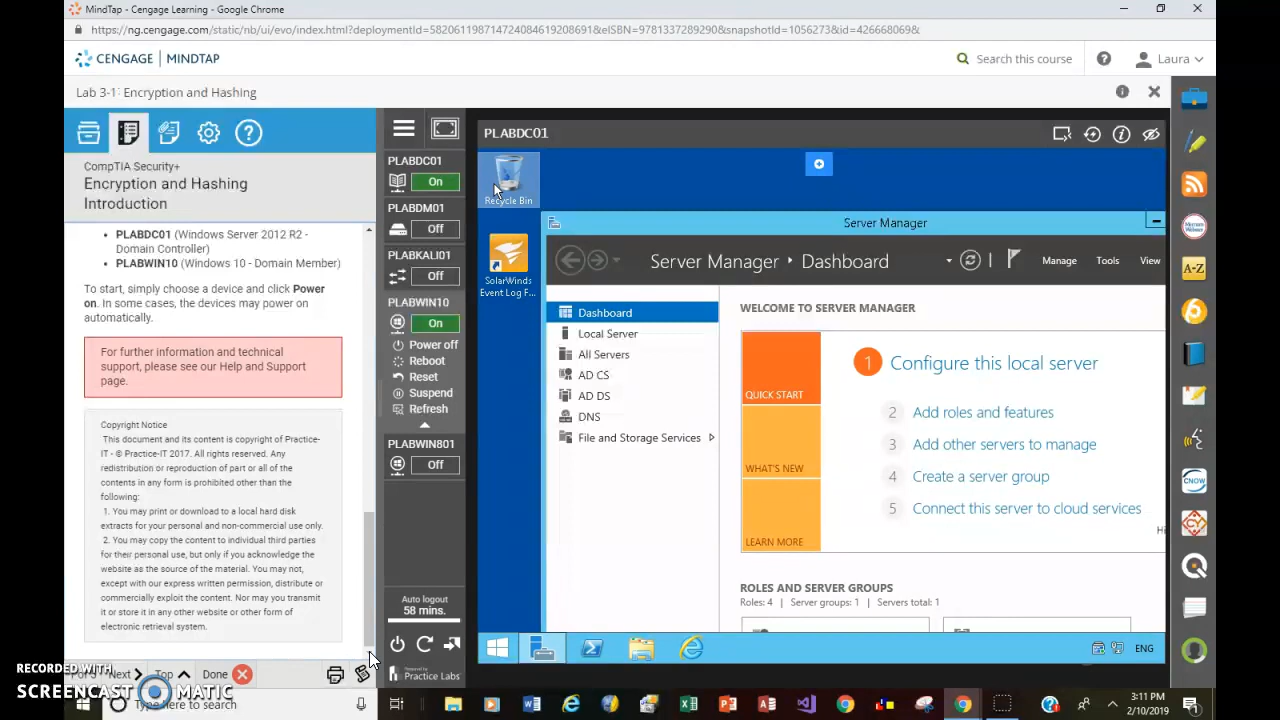 MindTap - Cengage Learning - Google Chrome
https://ng.cengage.com/static/nb/ui/evo/index.html?deploymentId=582061198714724084619208691&eISBN=9781337289290&snapshotId=1056273&id=426668069&
CENGAGE | MINDTAP
Search this course
Laura
Lab 3-1: Encryption and Hashing
CompTIA Security+
Encryption and Hashing
Introduction
• PLABDC01 (Windows Server 2012 R2 -
Domain Controller)
• PLABWIN10 (Windows 10 - Domain Member)
To start, simply choose a device and click Power
on. In some cases, the devices may power on
automatically.
For further information and technical
support, please see our Help and Support
page.
Copyright Notice
This document and its content is copyright of Practice-
IT - © Practice-IT 2017. All rights reserved. Any
redistribution or reproduction of part or all of the
contents in any form is prohibited other than the
following:
1. You may print or download to a local hard disk
extracts for your personal and non-commercial use only.
2. You may copy the content to individual third parties
for their personal use, but only if you acknowledge the
website as the source of the material. You may not,
except with our express written permission, distribute or
commercially exploit the content. Nor may you transmit
it or store it in any other website or other form of
electronic retrieval system.
Next
Top
Done
PLABDC01
On
PLABDM01
Off
PLABKALI01
Off
PLABWIN10
On
Power off
Reboot
Reset
Suspend
Refresh
PLABWIN801
Off
Auto logout
58 mins.
Practice Labs
PLABDC01
Recycle Bin
SolarWinds
Event Log F...
Server Manager
Server Manager • Dashboard
Manage
Tools
View
Dashboard
Local Server
All Servers
AD CS
AD DS
DNS
File and Storage Services
WELCOME TO SERVER MANAGER
QUICK START
WHAT'S NEW
LEARN MORE
1 Configure this local server
2 Add roles and features
3 Add other servers to manage
4 Create a server group
5 Connect this server to cloud services
ROLES AND SERVER GROUPS
Roles: 4 | Server groups: 1 | Servers total: 1
ENG
A-Z
CNOW
RECORDED WITH
SCREENCAST MATIC
Type here to search
3:11 PM
2/10/2019